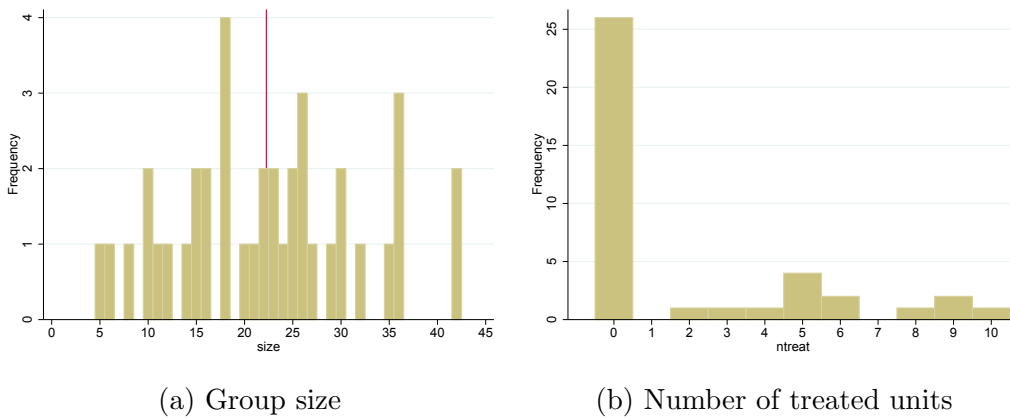 Frequency
0 1 2 3 4
0 5 10 15 20 25 30 35 40 45
size
(a) Group size
Frequency
0 5 10 15 20 25
0 1 2 3 4 5 6 7 8 9 10
ntreat
(b) Number of treated units